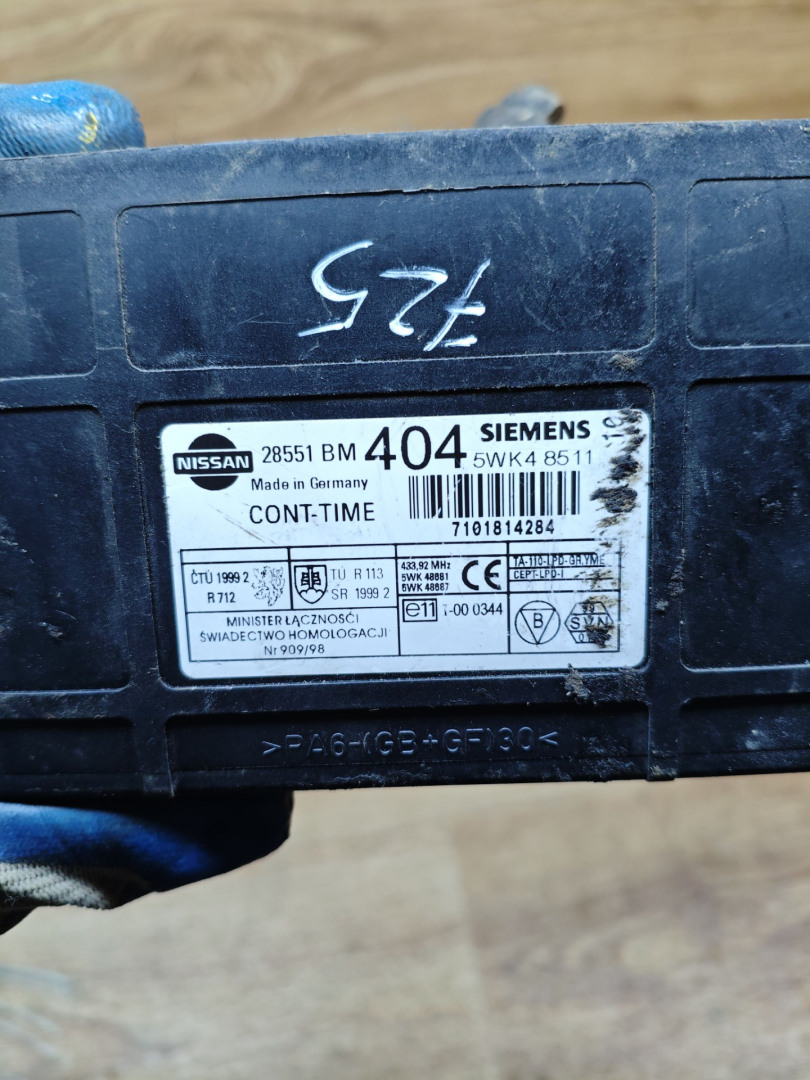 725
NISSAN 28551 BM 404 SIEMENS
5WK4 8511
Made in Germany
CONT-TIME
7101814284
ČTÚ 1999 2
R 712
TÚ R 113
SR 1999 2
433,92 MHz
5WK 48681
5WK 48687
CE
TA-110-LPD-GR.YME
CEPT-LPD-I
MINISTER ŁĄCZNOŚCI
ŚWIADECTWO HOMOLOGACJI
Nr 909/98
e11 T-00 0344
B
>PA6-(GB+GF)30<